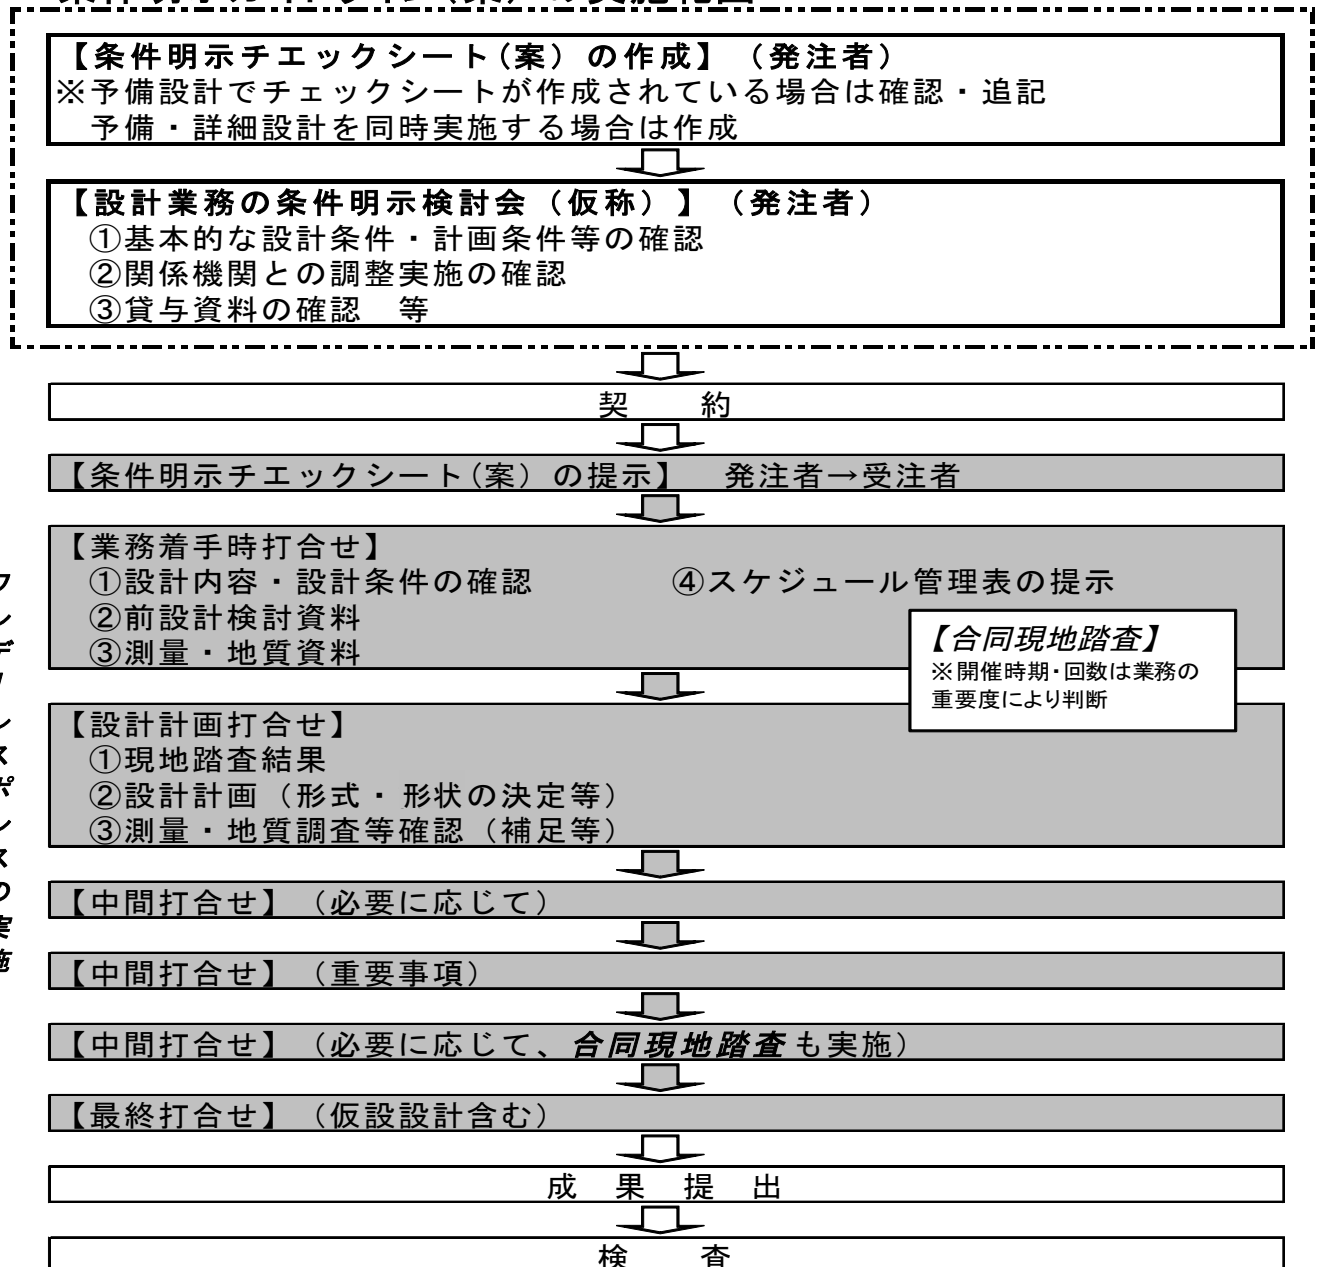 【条件明示チエックシート(案）の作成】（発注者）
※予備設計でチェックシートが作成されている場合は確認・追記
予備・詳細設計を同時実施する場合は作成
【設計業務の条件明示検討会（仮称）】（発注者）
①基本的な設計条件・計画条件等の確認
②関係機関との調整実施の確認
③貸与資料の確認　等
契　約
【条件明示チエックシート(案）の提示】　発注者→受注者
【業務着手時打合せ】
①設計内容・設計条件の確認
④スケジュール管理表の提示
②前設計検討資料
③測量・地質資料
【合同現地踏査】
※開催時期・回数は業務の
重要度により判断
【設計計画打合せ】
①現地踏査結果
②設計計画（形式・形状の決定等）
③測量・地質調査等確認（補足等）
【中間打合せ】（必要に応じて）
【中間打合せ】（重要事項）
【中間打合せ】（必要に応じて、合同現地踏査も実施）
【最終打合せ】（仮設設計含む）
成　果　提　出
検　査